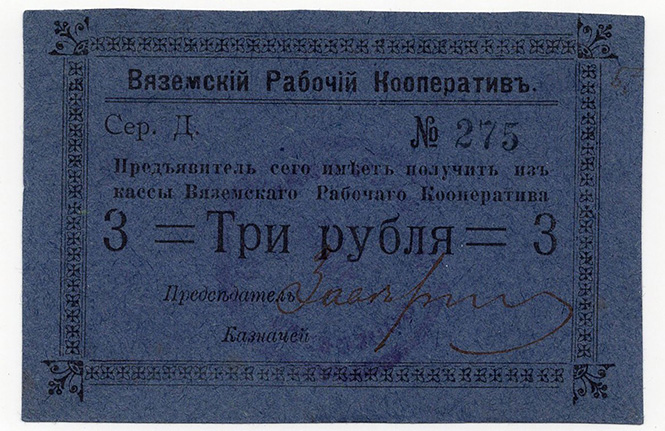 Вяземскій Рабочій Кооперативъ.
Сер. Д. № 275
Предъявитель сего имѣетъ получить изъ
кассы Вяземскаго Рабочаго Кооператива
3 = Три рубля = 3
Предсѣдатель
Казначей